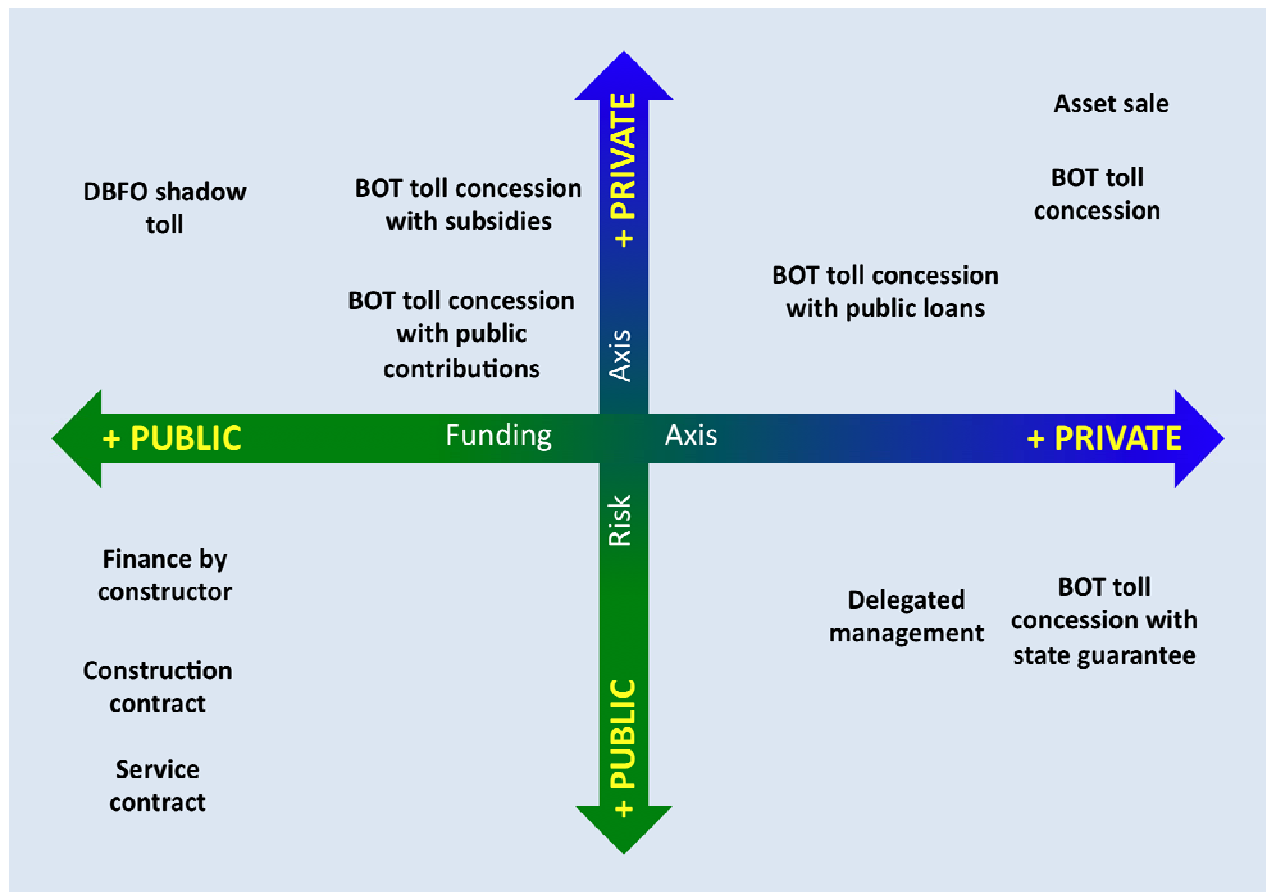 + PRIVATE
Asset sale
DBFO shadow
toll
BOT toll concession
with subsidies
BOT toll
concession
BOT toll concession
with public loans
BOT toll concession
with public
contributions
Axis
+ PUBLIC
Funding
Axis
+ PRIVATE
Risk
Finance by
constructor
Delegated
management
BOT toll
concession with
state guarantee
Construction
contract
+ PUBLIC
Service
contract